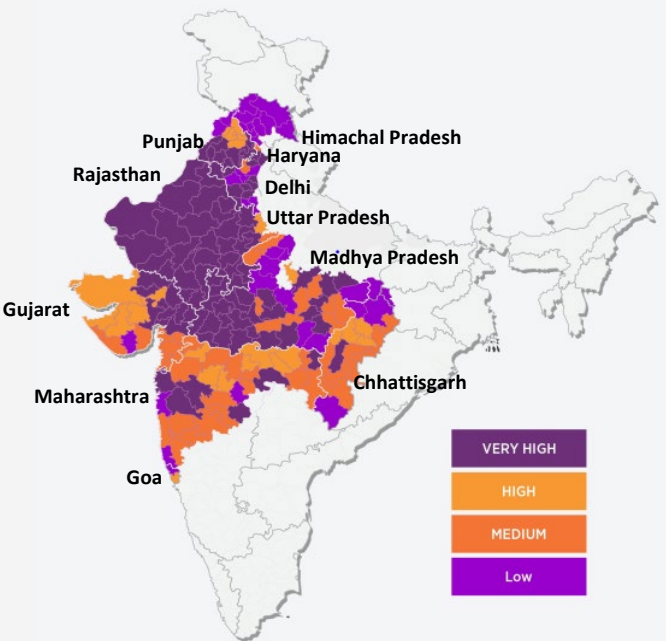 Himachal Pradesh
Punjab
Haryana
Rajasthan
Delhi
Uttar Pradesh
Madhya Pradesh
Gujarat
Chhattisgarh
Maharashtra
Goa
VERY HIGH
HIGH
MEDIUM
Low